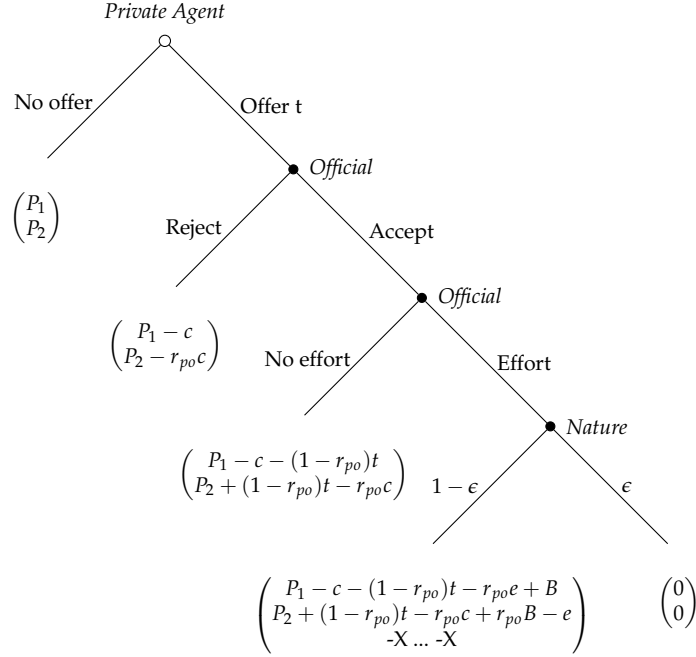 Private Agent
No offer
Offer t
Official
(P₁
P₂)
Reject
Accept
Official
(P₁ − c
P₂ − rₚₒc)
No effort
Effort
Nature
(P₁ − c − (1 − rₚₒ)t
P₂ + (1 − rₚₒ)t − rₚₒc)
1 − ϵ
ϵ
(P₁ − c − (1 − rₚₒ)t − rₚₒe + B
P₂ + (1 − rₚₒ)t − rₚₒc + rₚₒB − e
-X ... -X)
(0
0)